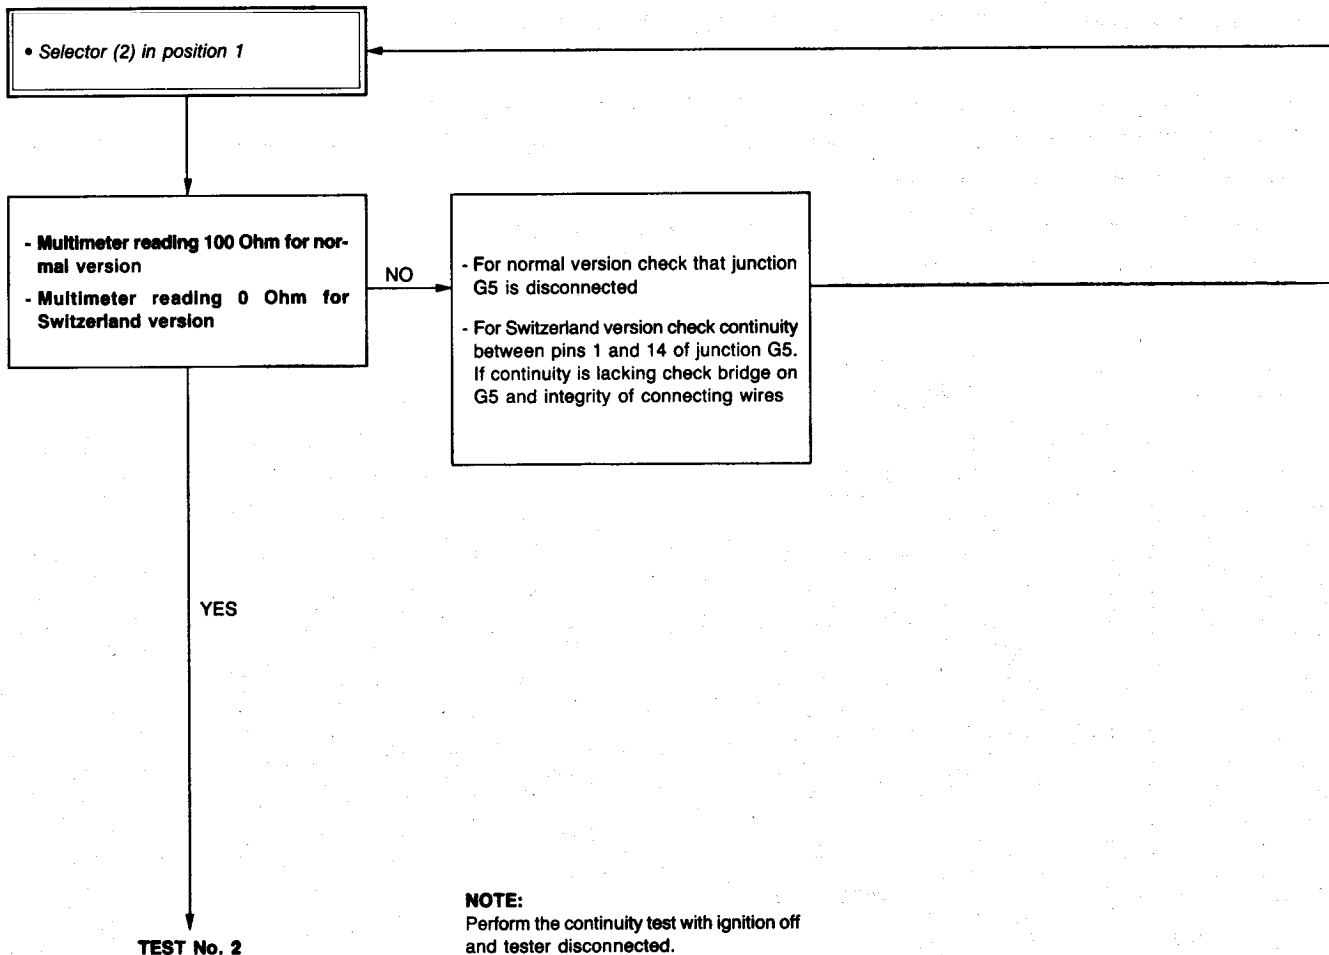 • Selector (2) in position 1
- Multimeter reading 100 Ohm for nor-
mal version
- Multimeter reading 0 Ohm for
Switzerland version
NO
- For normal version check that junction
G5 is disconnected
- For Switzerland version check continuity
between pins 1 and 14 of junction G5.
If continuity is lacking check bridge on
G5 and integrity of connecting wires
YES
TEST No. 2
NOTE:
Perform the continuity test with ignition off
and tester disconnected.